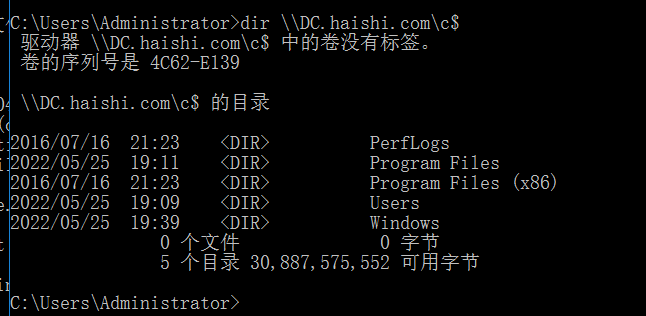 C:\Users\Administrator>dir \\DC.haishi.com\c$
驱动器 \\DC.haishi.com\c$ 中的卷没有标签。
卷的序列号是 4C62-E139
\\DC.haishi.com\c$ 的目录
2016/07/16 21:23 <DIR> PerfLogs
2022/05/25 19:11 <DIR> Program Files
2016/07/16 21:23 <DIR> Program Files (x86)
2022/05/25 19:09 <DIR> Users
2022/05/25 19:39 <DIR> Windows
0 个文件 0 字节
5 个目录 30,887,575,552 可用字节
C:\Users\Administrator>